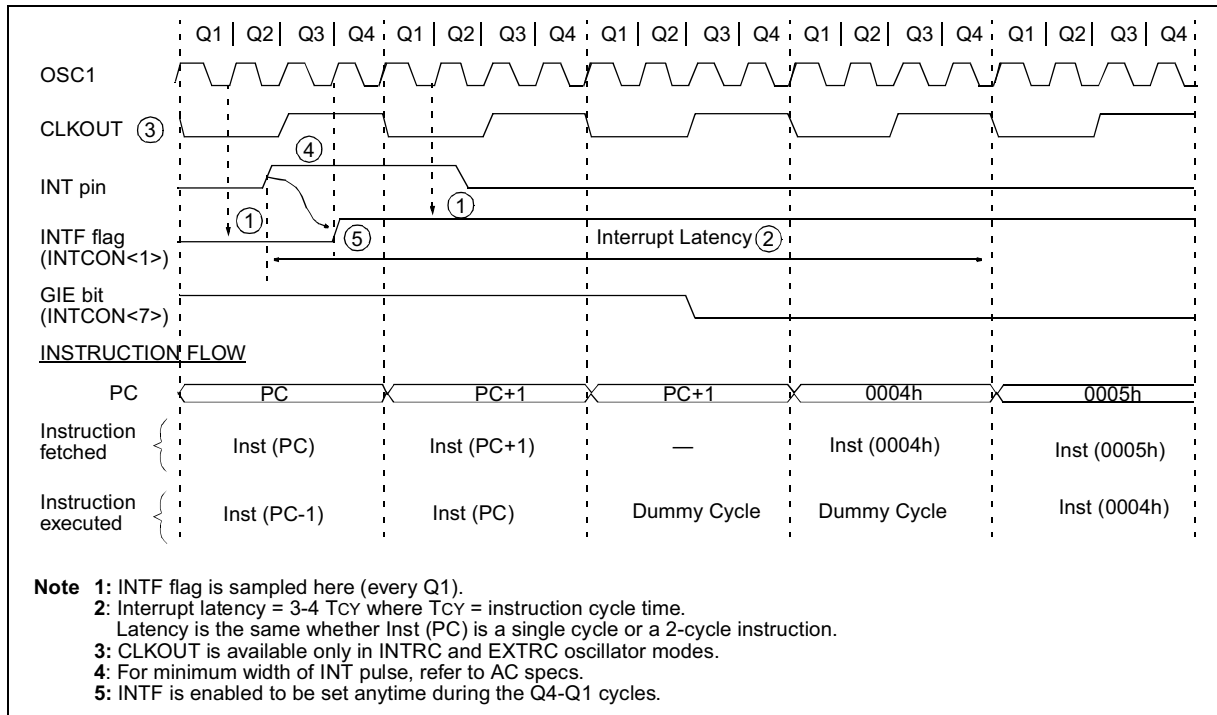 Q1 | Q2 | Q3 | Q4 Q1 | Q2 | Q3 | Q4 Q1 | Q2 | Q3 | Q4 Q1 | Q2 | Q3 | Q4 Q1 | Q2 | Q3 | Q4
OSC1
CLKOUT 3
4
INT pin
1 1
INTF flag
(INTCON<1>)
5
Interrupt Latency 2
GIE bit
(INTCON<7>)
INSTRUCTION FLOW
PC PC PC+1 PC+1 0004h 0005h
Instruction
fetched
Inst (PC) Inst (PC+1) — Inst (0004h) Inst (0005h)
Instruction
executed
Inst (PC-1) Inst (PC) Dummy Cycle Dummy Cycle Inst (0004h)
Note 1: INTF flag is sampled here (every Q1).
2: Interrupt latency = 3-4 TCY where TCY = instruction cycle time.
Latency is the same whether Inst (PC) is a single cycle or a 2-cycle instruction.
3: CLKOUT is available only in INTRC and EXTRC oscillator modes.
4: For minimum width of INT pulse, refer to AC specs.
5: INTF is enabled to be set anytime during the Q4-Q1 cycles.